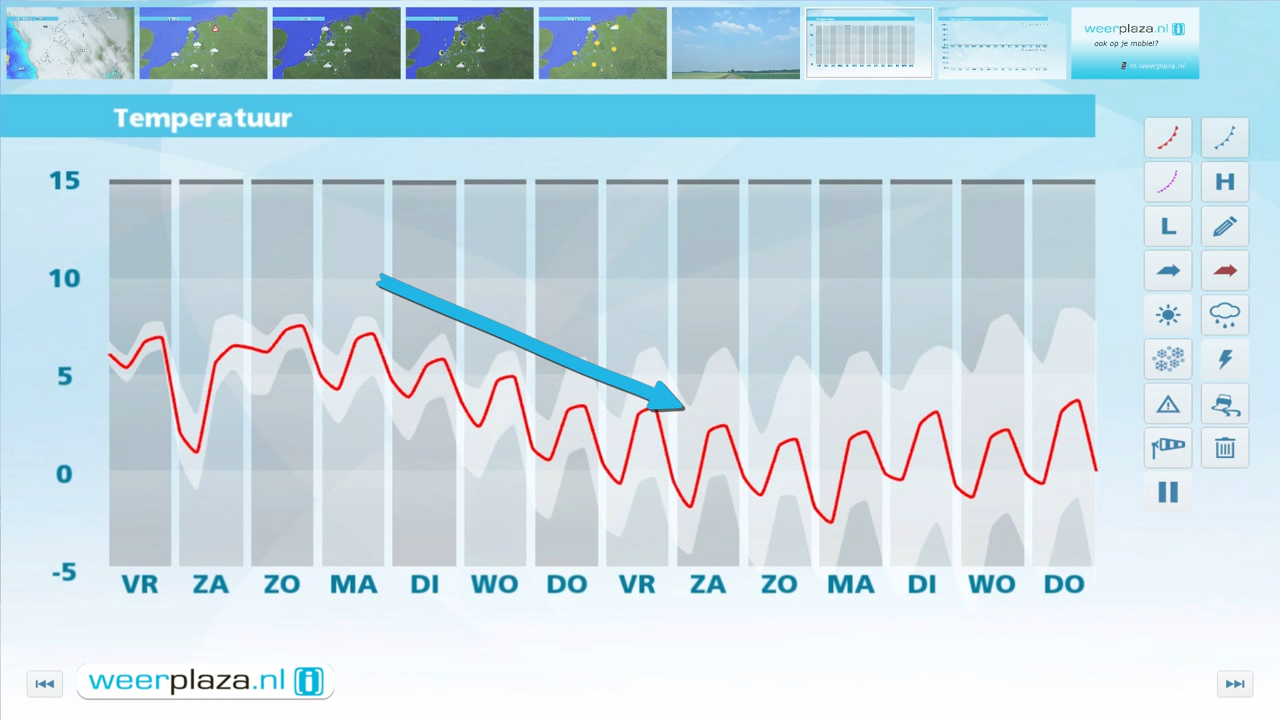 weerplaza.nl i
ook op je mobiel?
m.weerplaza.nl
Temperatuur
15
10
5
0
-5
VR ZA ZO MA DI WO DO VR ZA ZO MA DI WO DO
H
L
weerplaza.nl i